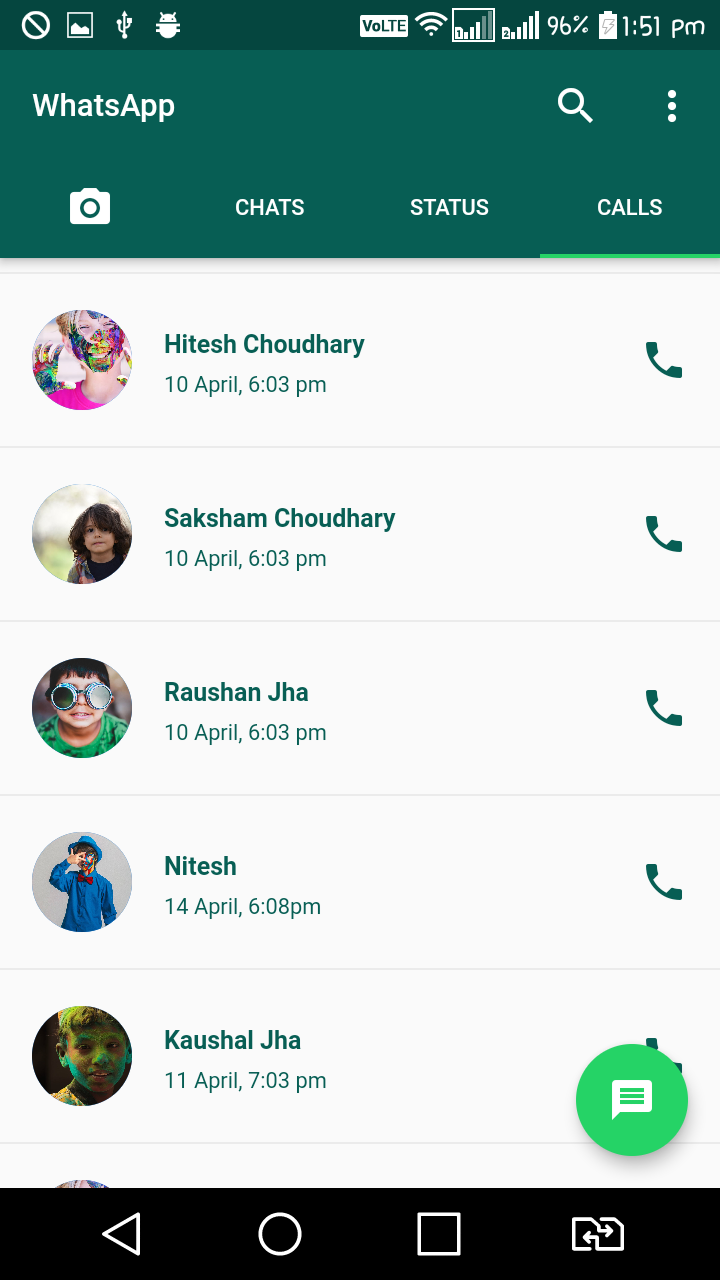 VoLTE 1 2 96% 1:51 pm
WhatsApp
CHATS STATUS CALLS
Hitesh Choudhary
10 April, 6:03 pm
Saksham Choudhary
10 April, 6:03 pm
Raushan Jha
10 April, 6:03 pm
Nitesh
14 April, 6:08pm
Kaushal Jha
11 April, 7:03 pm